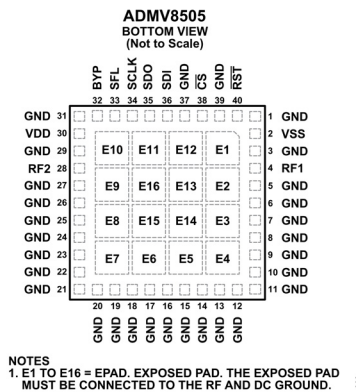 ADMV8505
BOTTOM VIEW
(Not to Scale)
BYP SFL SCLK SDO SDI GND CS GND RST
32 33 34 35 36 37 38 39 40
GND 31 1 GND
VDD 30 2 VSS
GND 29 3 GND
RF2 28 4 RF1
GND 27 5 GND
GND 26 6 GND
GND 25 7 GND
GND 24 8 GND
GND 23 9 GND
GND 22 10 GND
GND 21 11 GND
E10 E11 E12 E1
E9 E16 E13 E2
E8 E15 E14 E3
E7 E6 E5 E4
20 19 18 17 16 15 14 13 12
GND GND GND GND GND GND GND GND GND
NOTES
1. E1 TO E16 = EPAD. EXPOSED PAD. THE EXPOSED PAD
MUST BE CONNECTED TO THE RF AND DC GROUND.